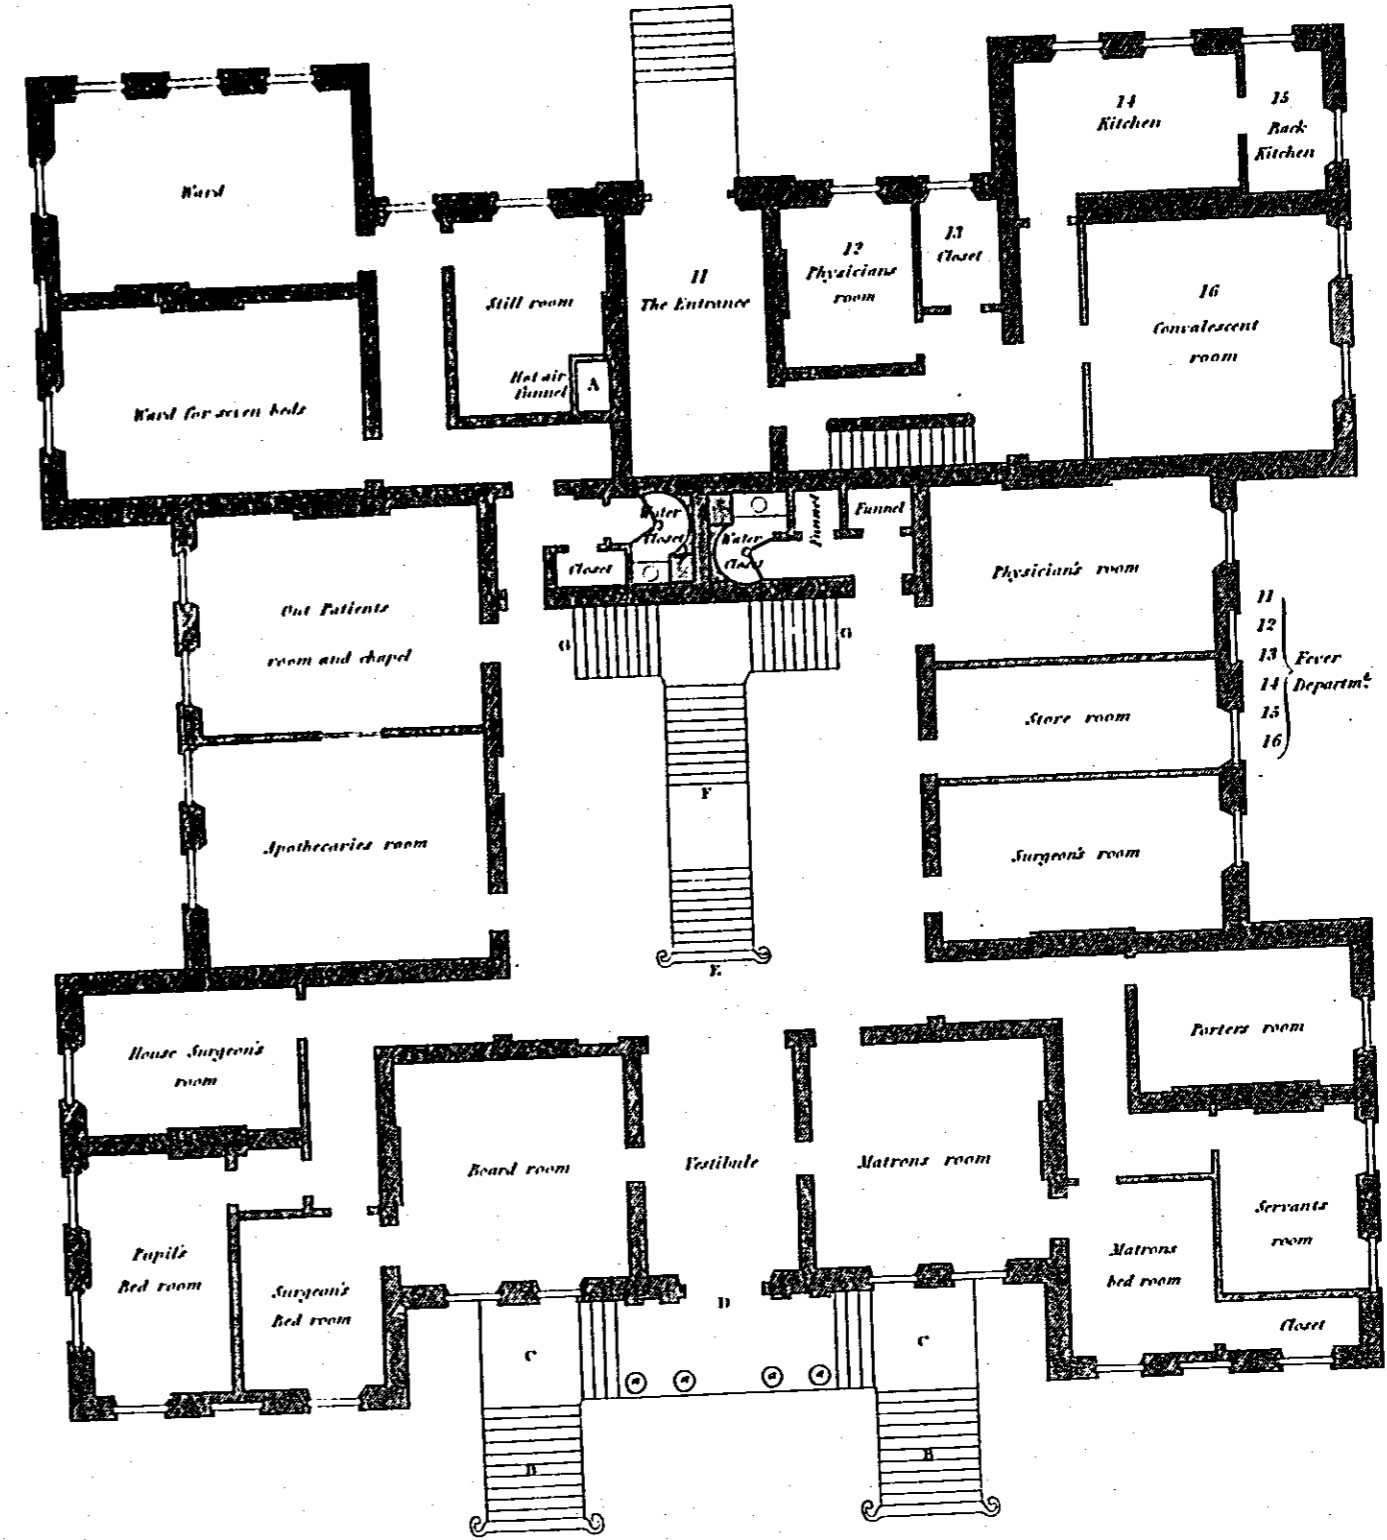 14
Kitchen
15
Back
Kitchen
Ward
12
Physicians
room
13
Closet
11
The Entrance
Still room
16
Convalescent
room
Hot air
Funnel
A
Ward for seven beds
Water
Closet
Funnel
Funnel
Water
Closet
Closet
Physician's room
Out Patients
room and chapel
G
G
11
12
13
14
15
16
Fever
Departmt.
Store room
F
Apothecaries room
Surgeon's room
E
House Surgeon's
room
Porters room
Board room
Vestibule
Matrons room
Pupil's
Bed room
Surgeon's
Bed room
Matrons
bed room
Servants
room
Closet
D
C
C
a
a
a
a
B
B